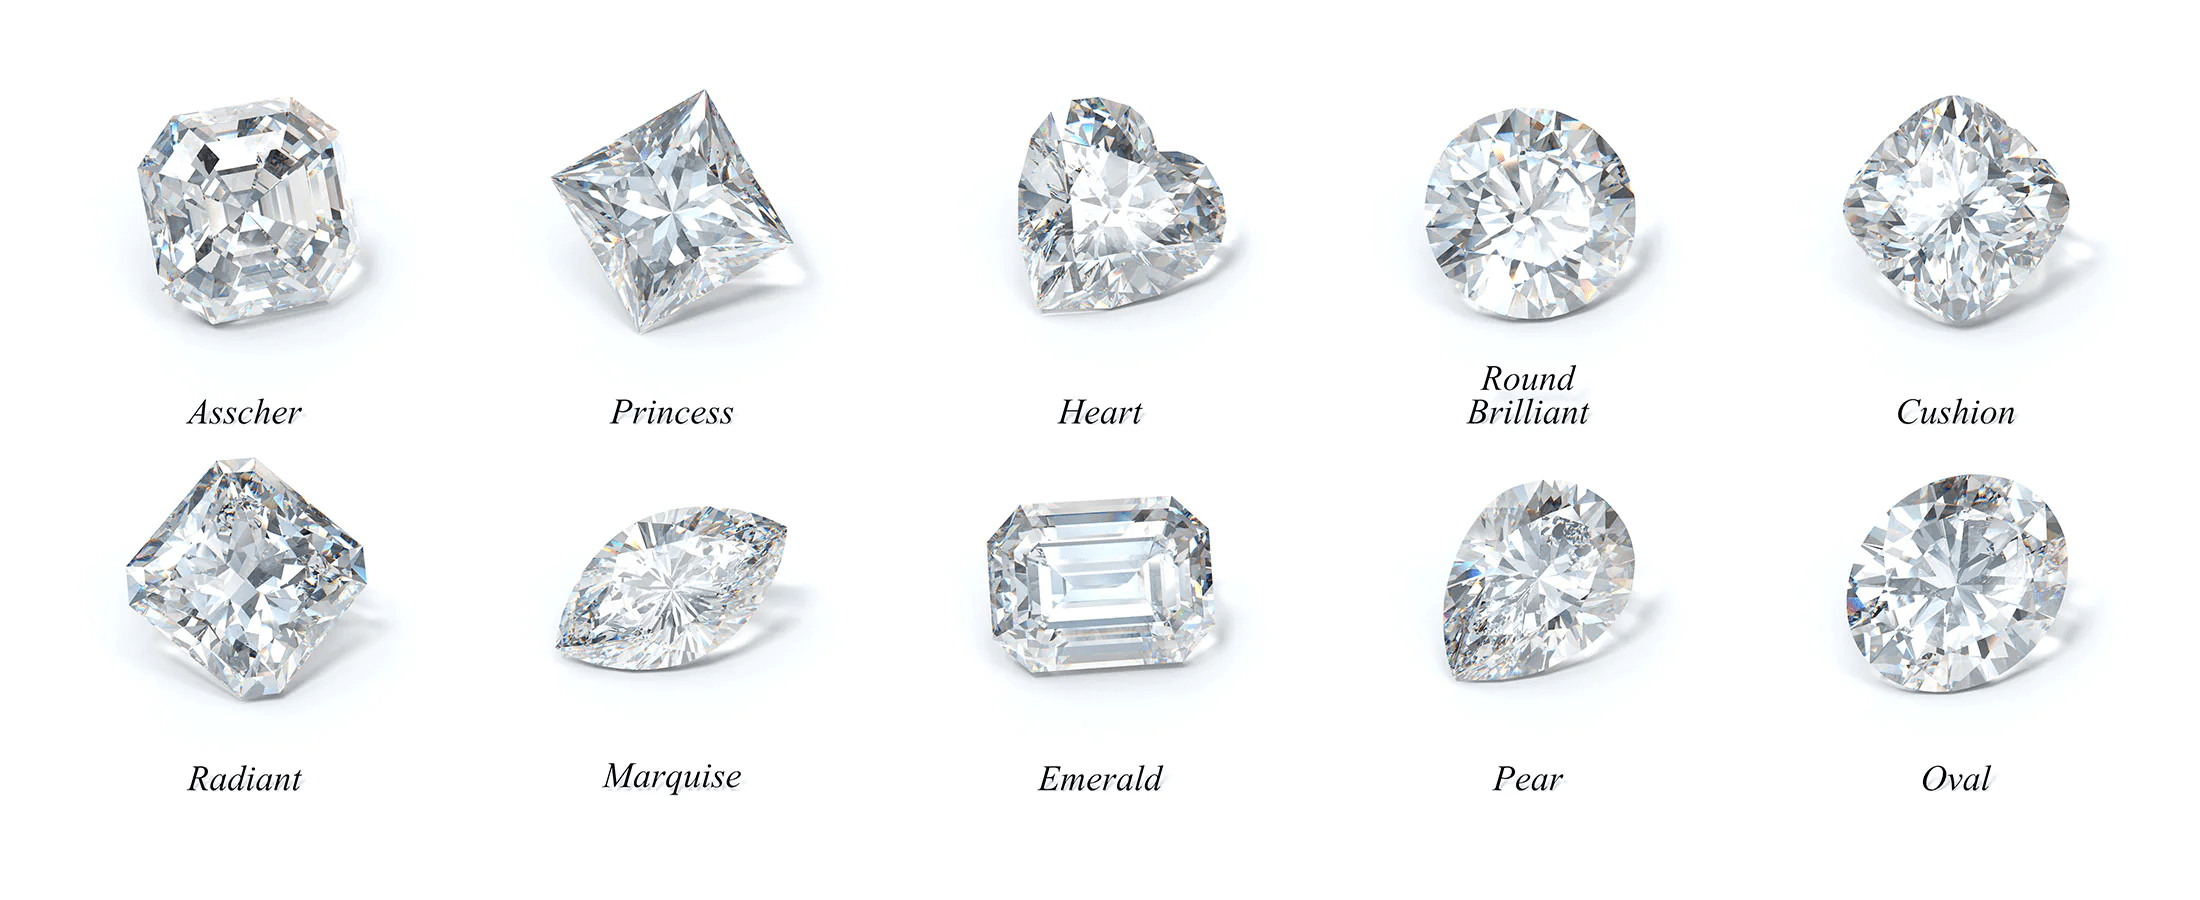 Asscher
Princess
Heart
Round
Brilliant
Cushion
Radiant
Marquise
Emerald
Pear
Oval